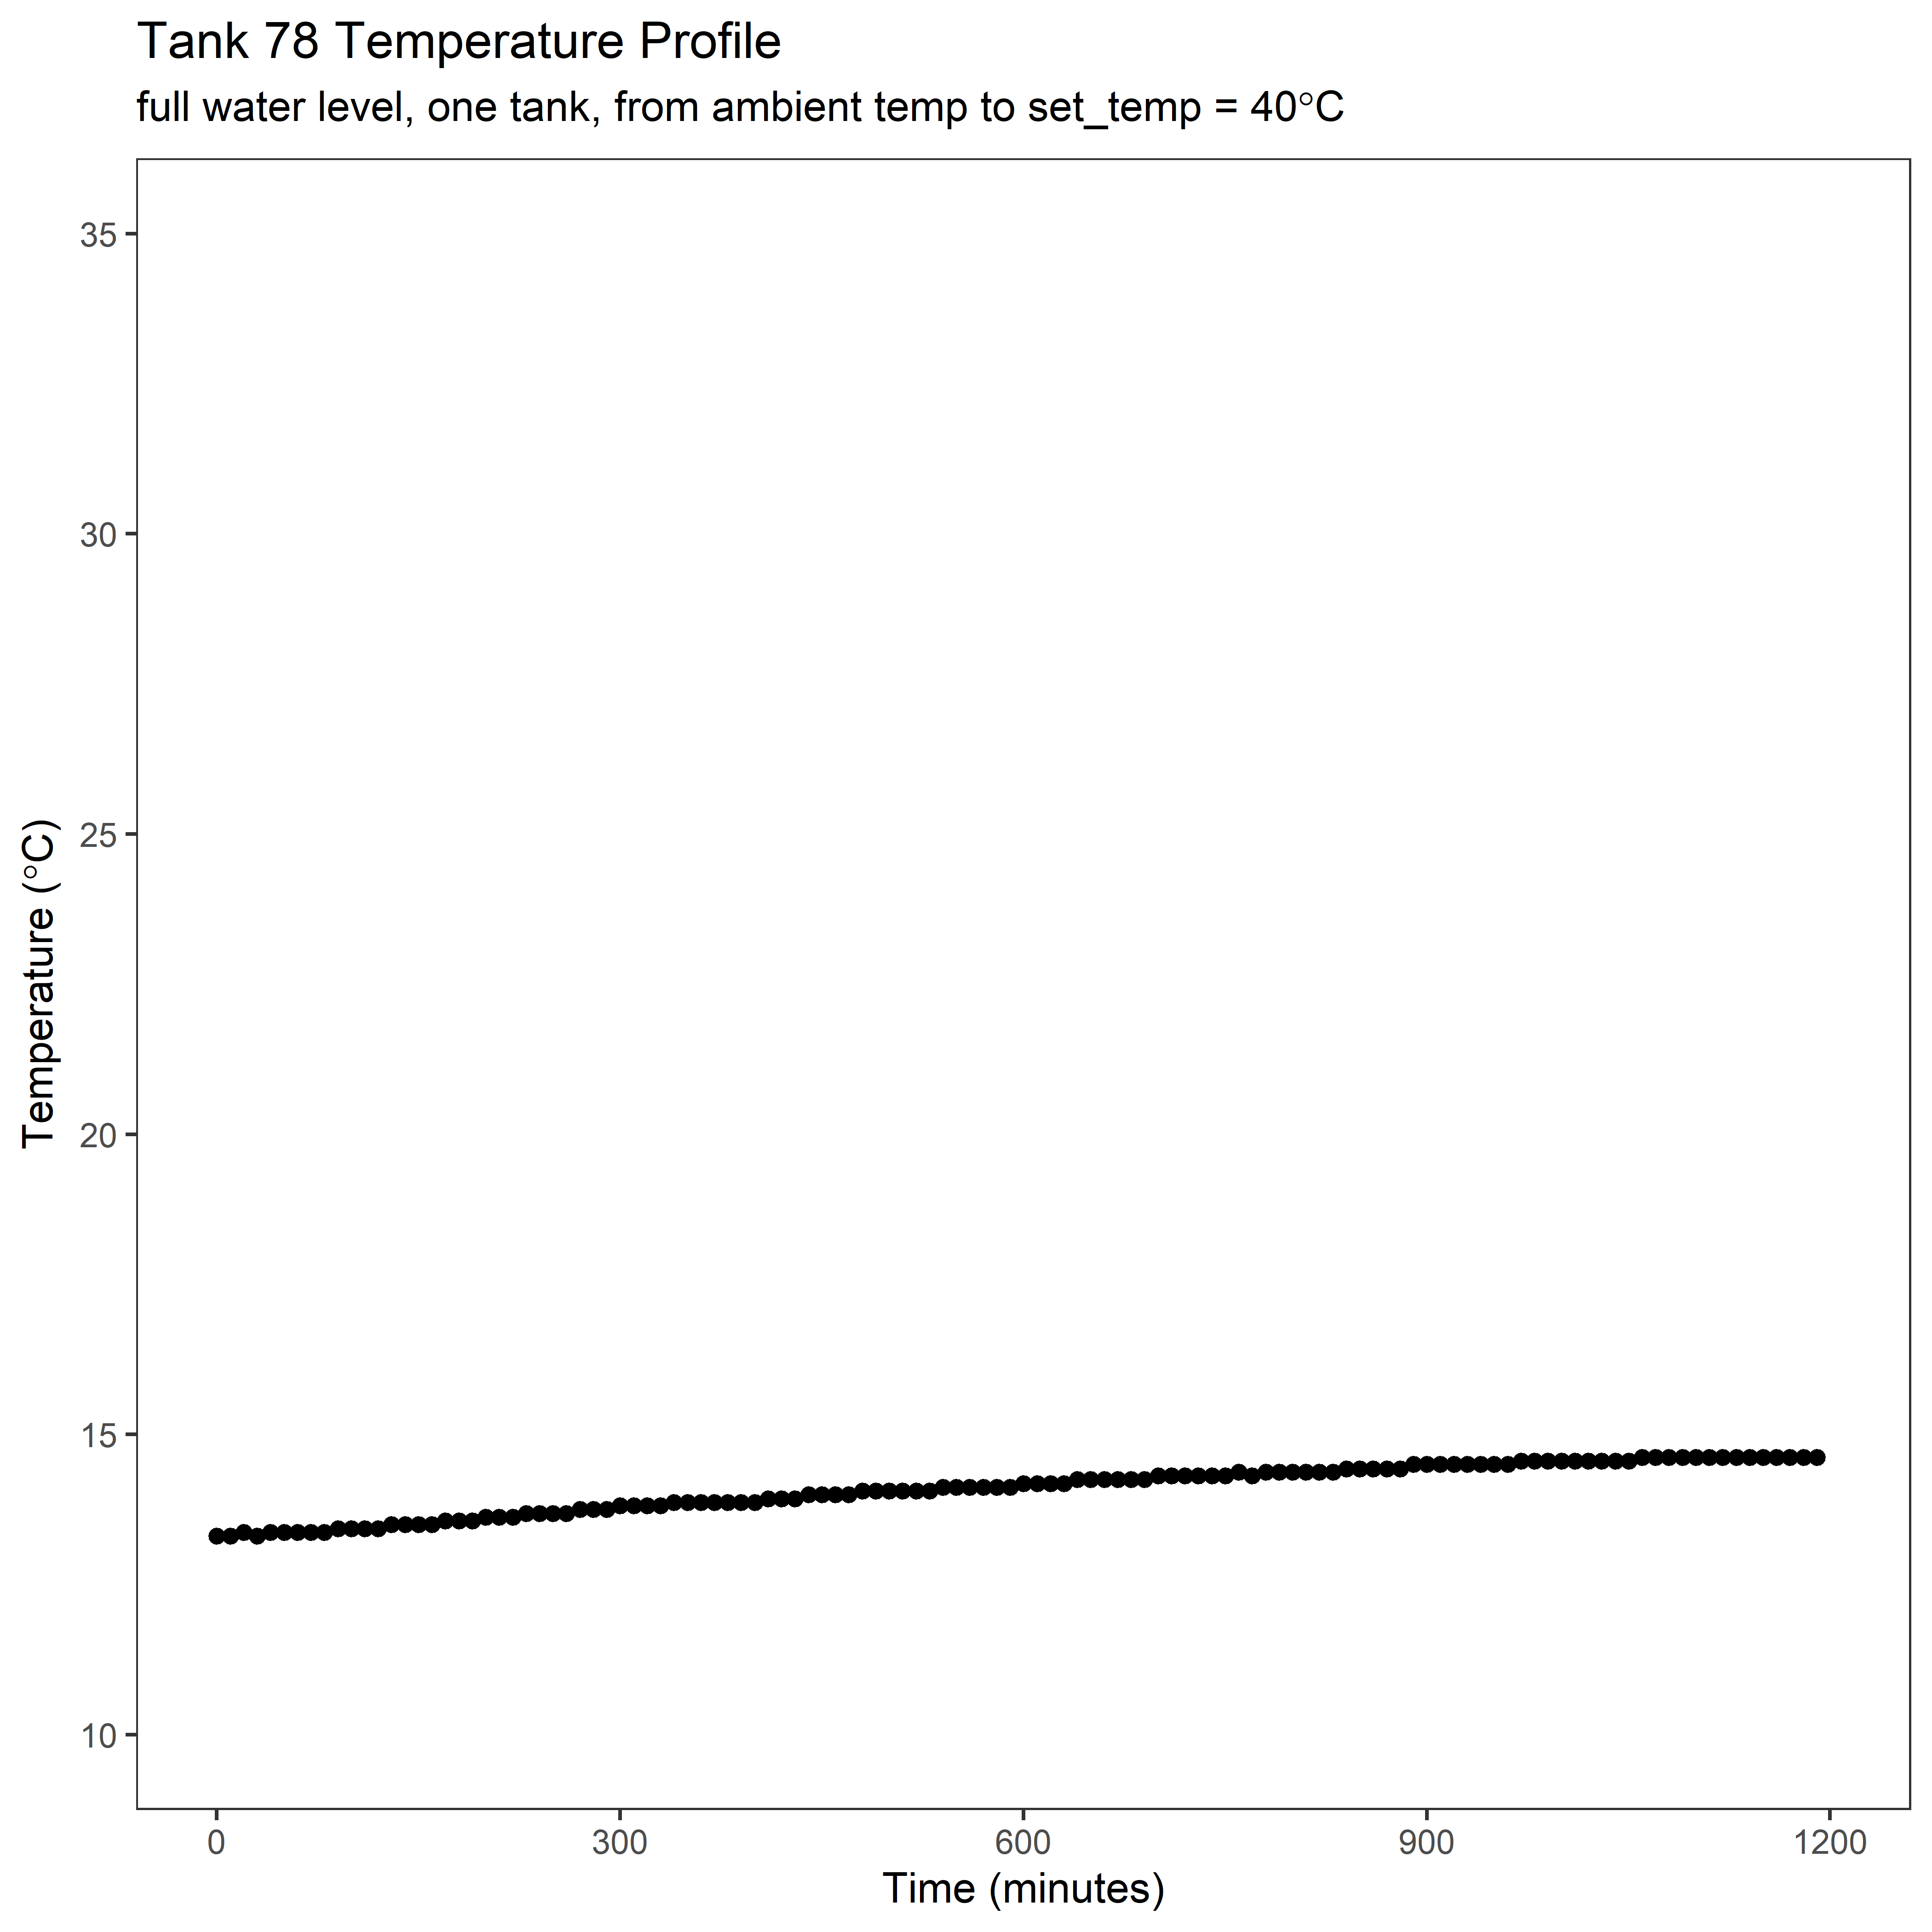 Tank 78 Temperature Profile
full water level, one tank, from ambient temp to set_temp = 40°C
35
30
25
20
15
10
Temperature (°C)
0 300 600 900 1200
Time (minutes)